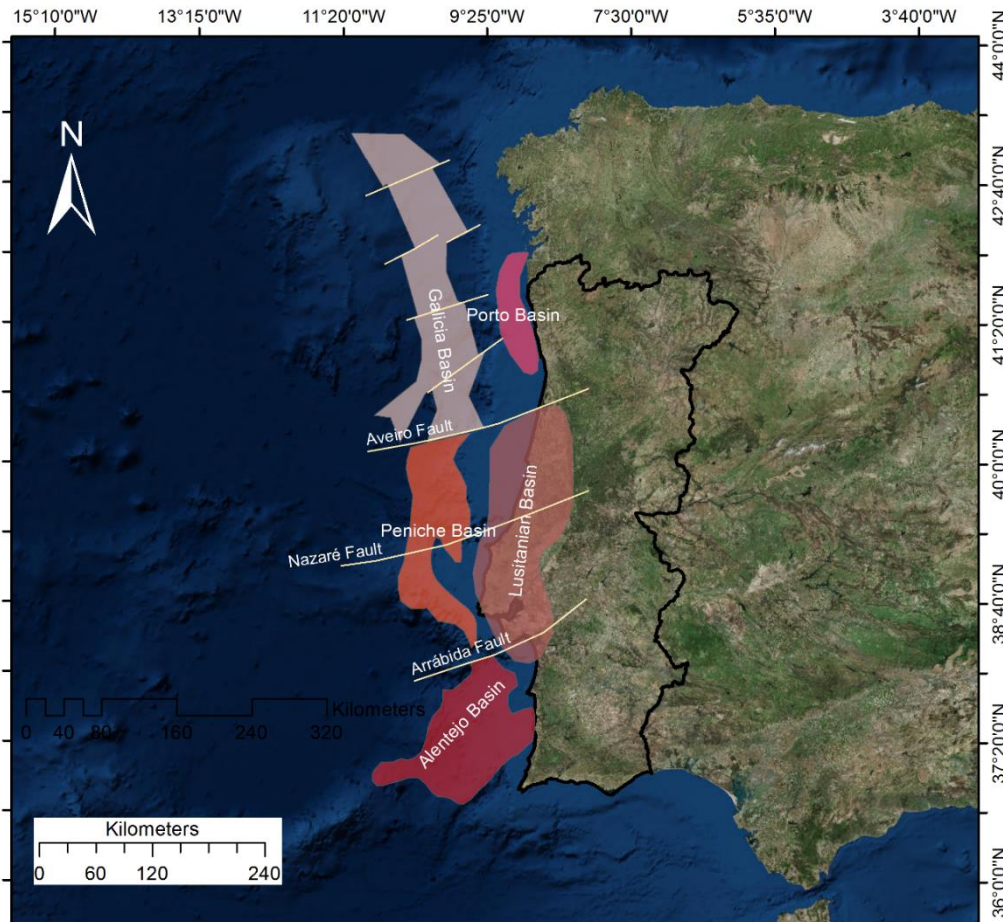 15°10'0"W 13°15'0"W 11°20'0"W 9°25'0"W 7°30'0"W 5°35'0"W 3°40'0"W
44°0'0"N
N
42°40'0"N
Galicia Basin
Porto Basin
41°20'0"N
Aveiro Fault
40°0'0"N
Lusitanian Basin
Peniche Basin
Nazaré Fault
38°40'0"N
Arrábida Fault
Alentejo Basin
Kilometers
0 40 80 160 240 320
37°20'0"N
Kilometers
0 60 120 240
36°0'0"N